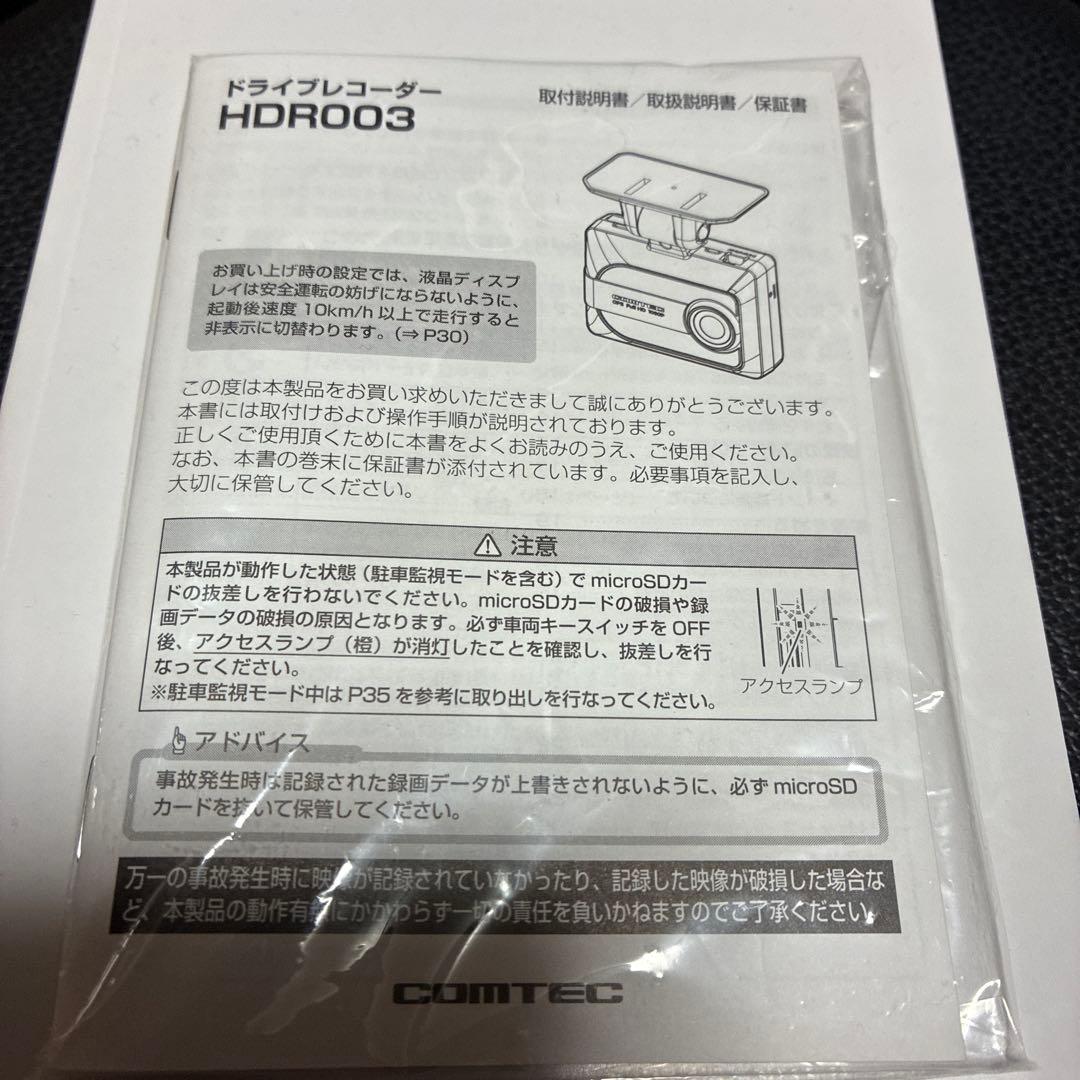 ドライブレコーダー
HDR003
取付説明書/取扱説明書/保証書
COMTEC
GPS Full HD 1080P
お買い上げ時の設定では、液晶ディスプ
レイは安全運転の妨げにならないように、
起動後速度 10km/h 以上で走行すると
非表示に切替わります。(⇒ P30)
この度は本製品をお買い求めいただきまして誠にありがとうございます。
本書には取付けおよび操作手順が説明されております。
正しくご使用頂くために本書をよくお読みのうえ、ご使用ください。
なお、本書の巻末に保証書が添付されています。必要事項を記入し、
大切に保管してください。
⚠ 注意
本製品が動作した状態(駐車監視モードを含む)で microSDカー
ドの抜差しを行わないでください。microSDカードの破損や録
画データの破損の原因となります。必ず車両キースイッチを OFF
後、アクセスランプ(橙)が消灯したことを確認し、抜差しを行
なってください。
※駐車監視モード中は P35 を参考に取り出しを行なってください。
アクセスランプ
アドバイス
事故発生時は記録された録画データが上書きされないように、必ず microSD
カードを抜いて保管してください。
万一の事故発生時に映像が記録されていなかったり、記録した映像が破損した場合な
ど、本製品の動作有無にかかわらず一切の責任を負いかねますのでご了承ください。
COMTEC